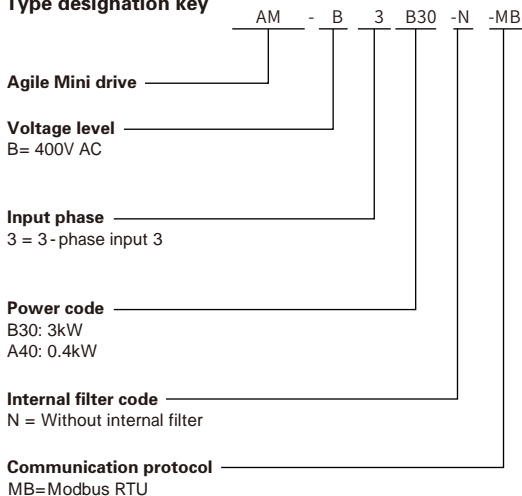 Type designation key
AM - B 3 B30 -N -MB
Agile Mini drive
Voltage level
B= 400V AC
Input phase
3 = 3-phase input 3
Power code
B30: 3kW
A40: 0.4kW
Internal filter code
N = Without internal filter
Communication protocol
MB=Modbus RTU